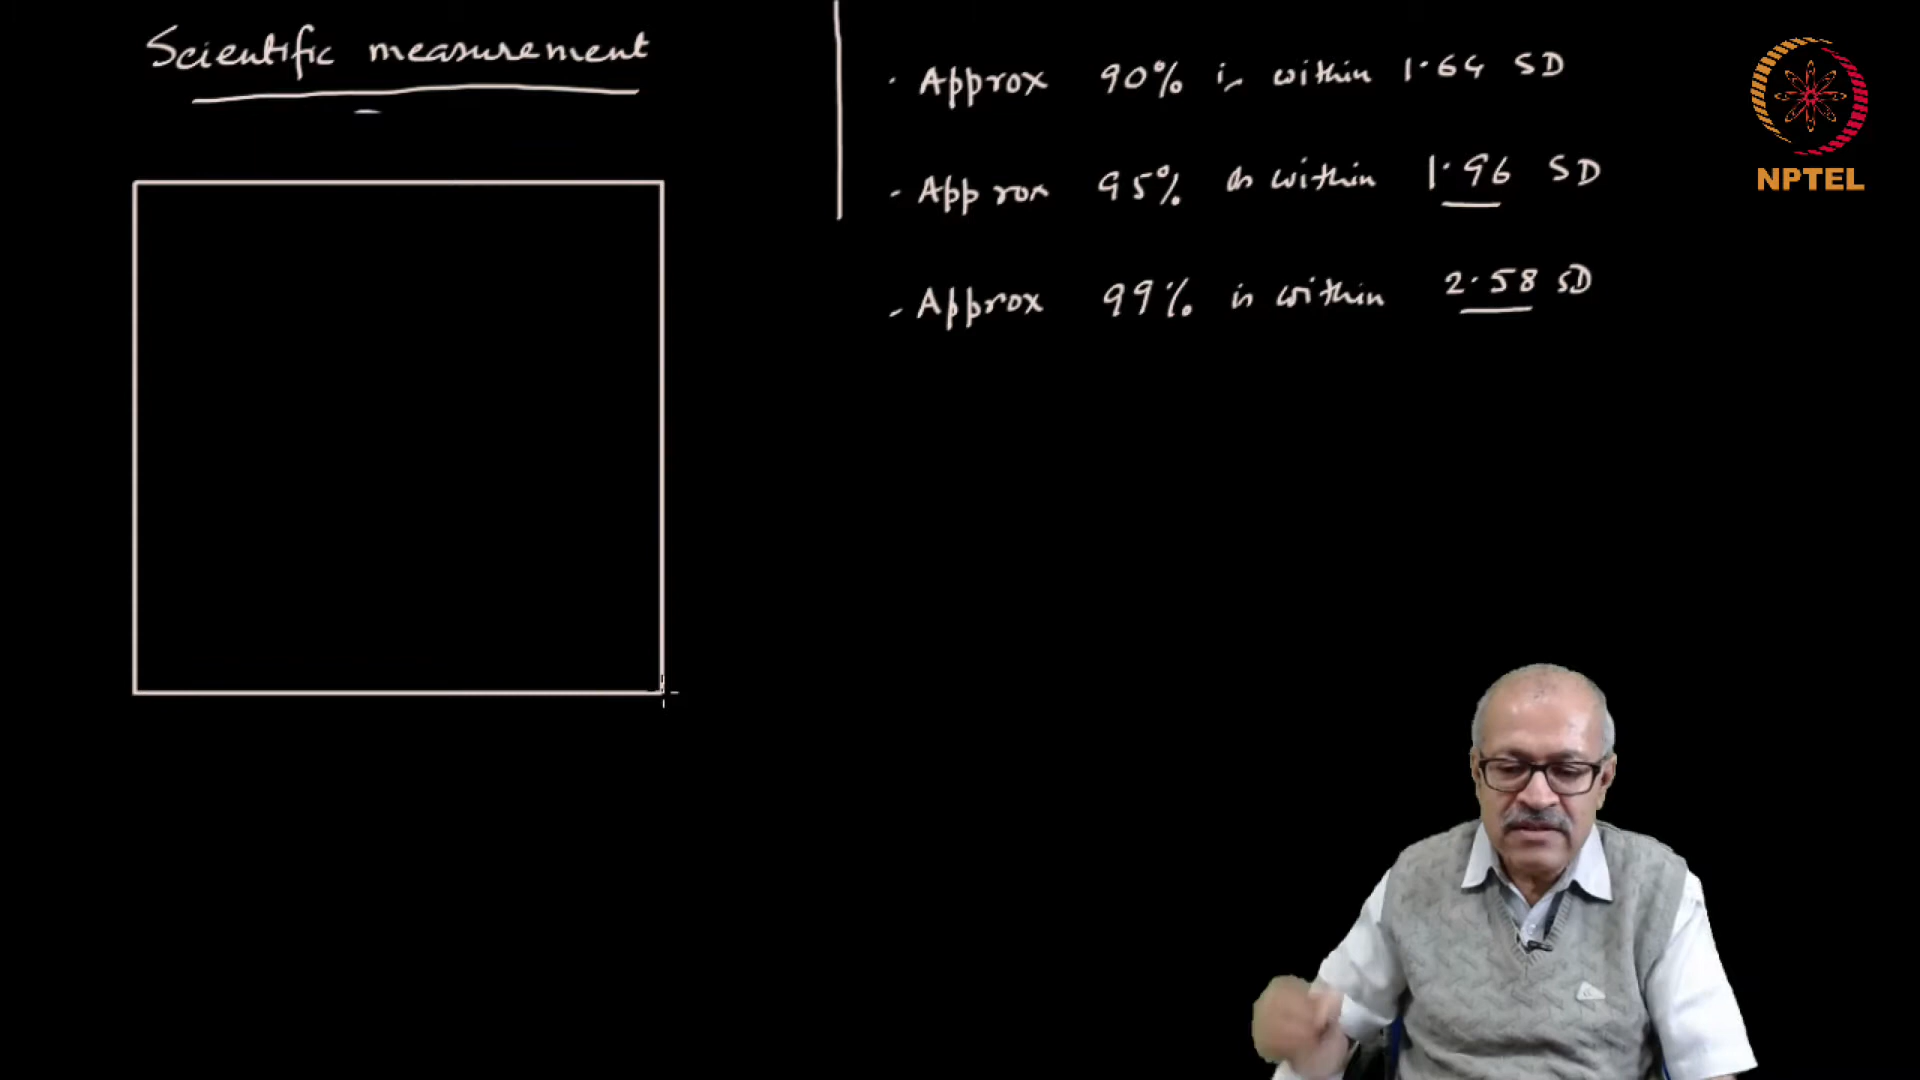 Scientific measurement
· Approx 90% is within 1.64 SD
- Approx 95% is within 1.96 SD
- Approx 99% is within 2.58 SD
NPTEL